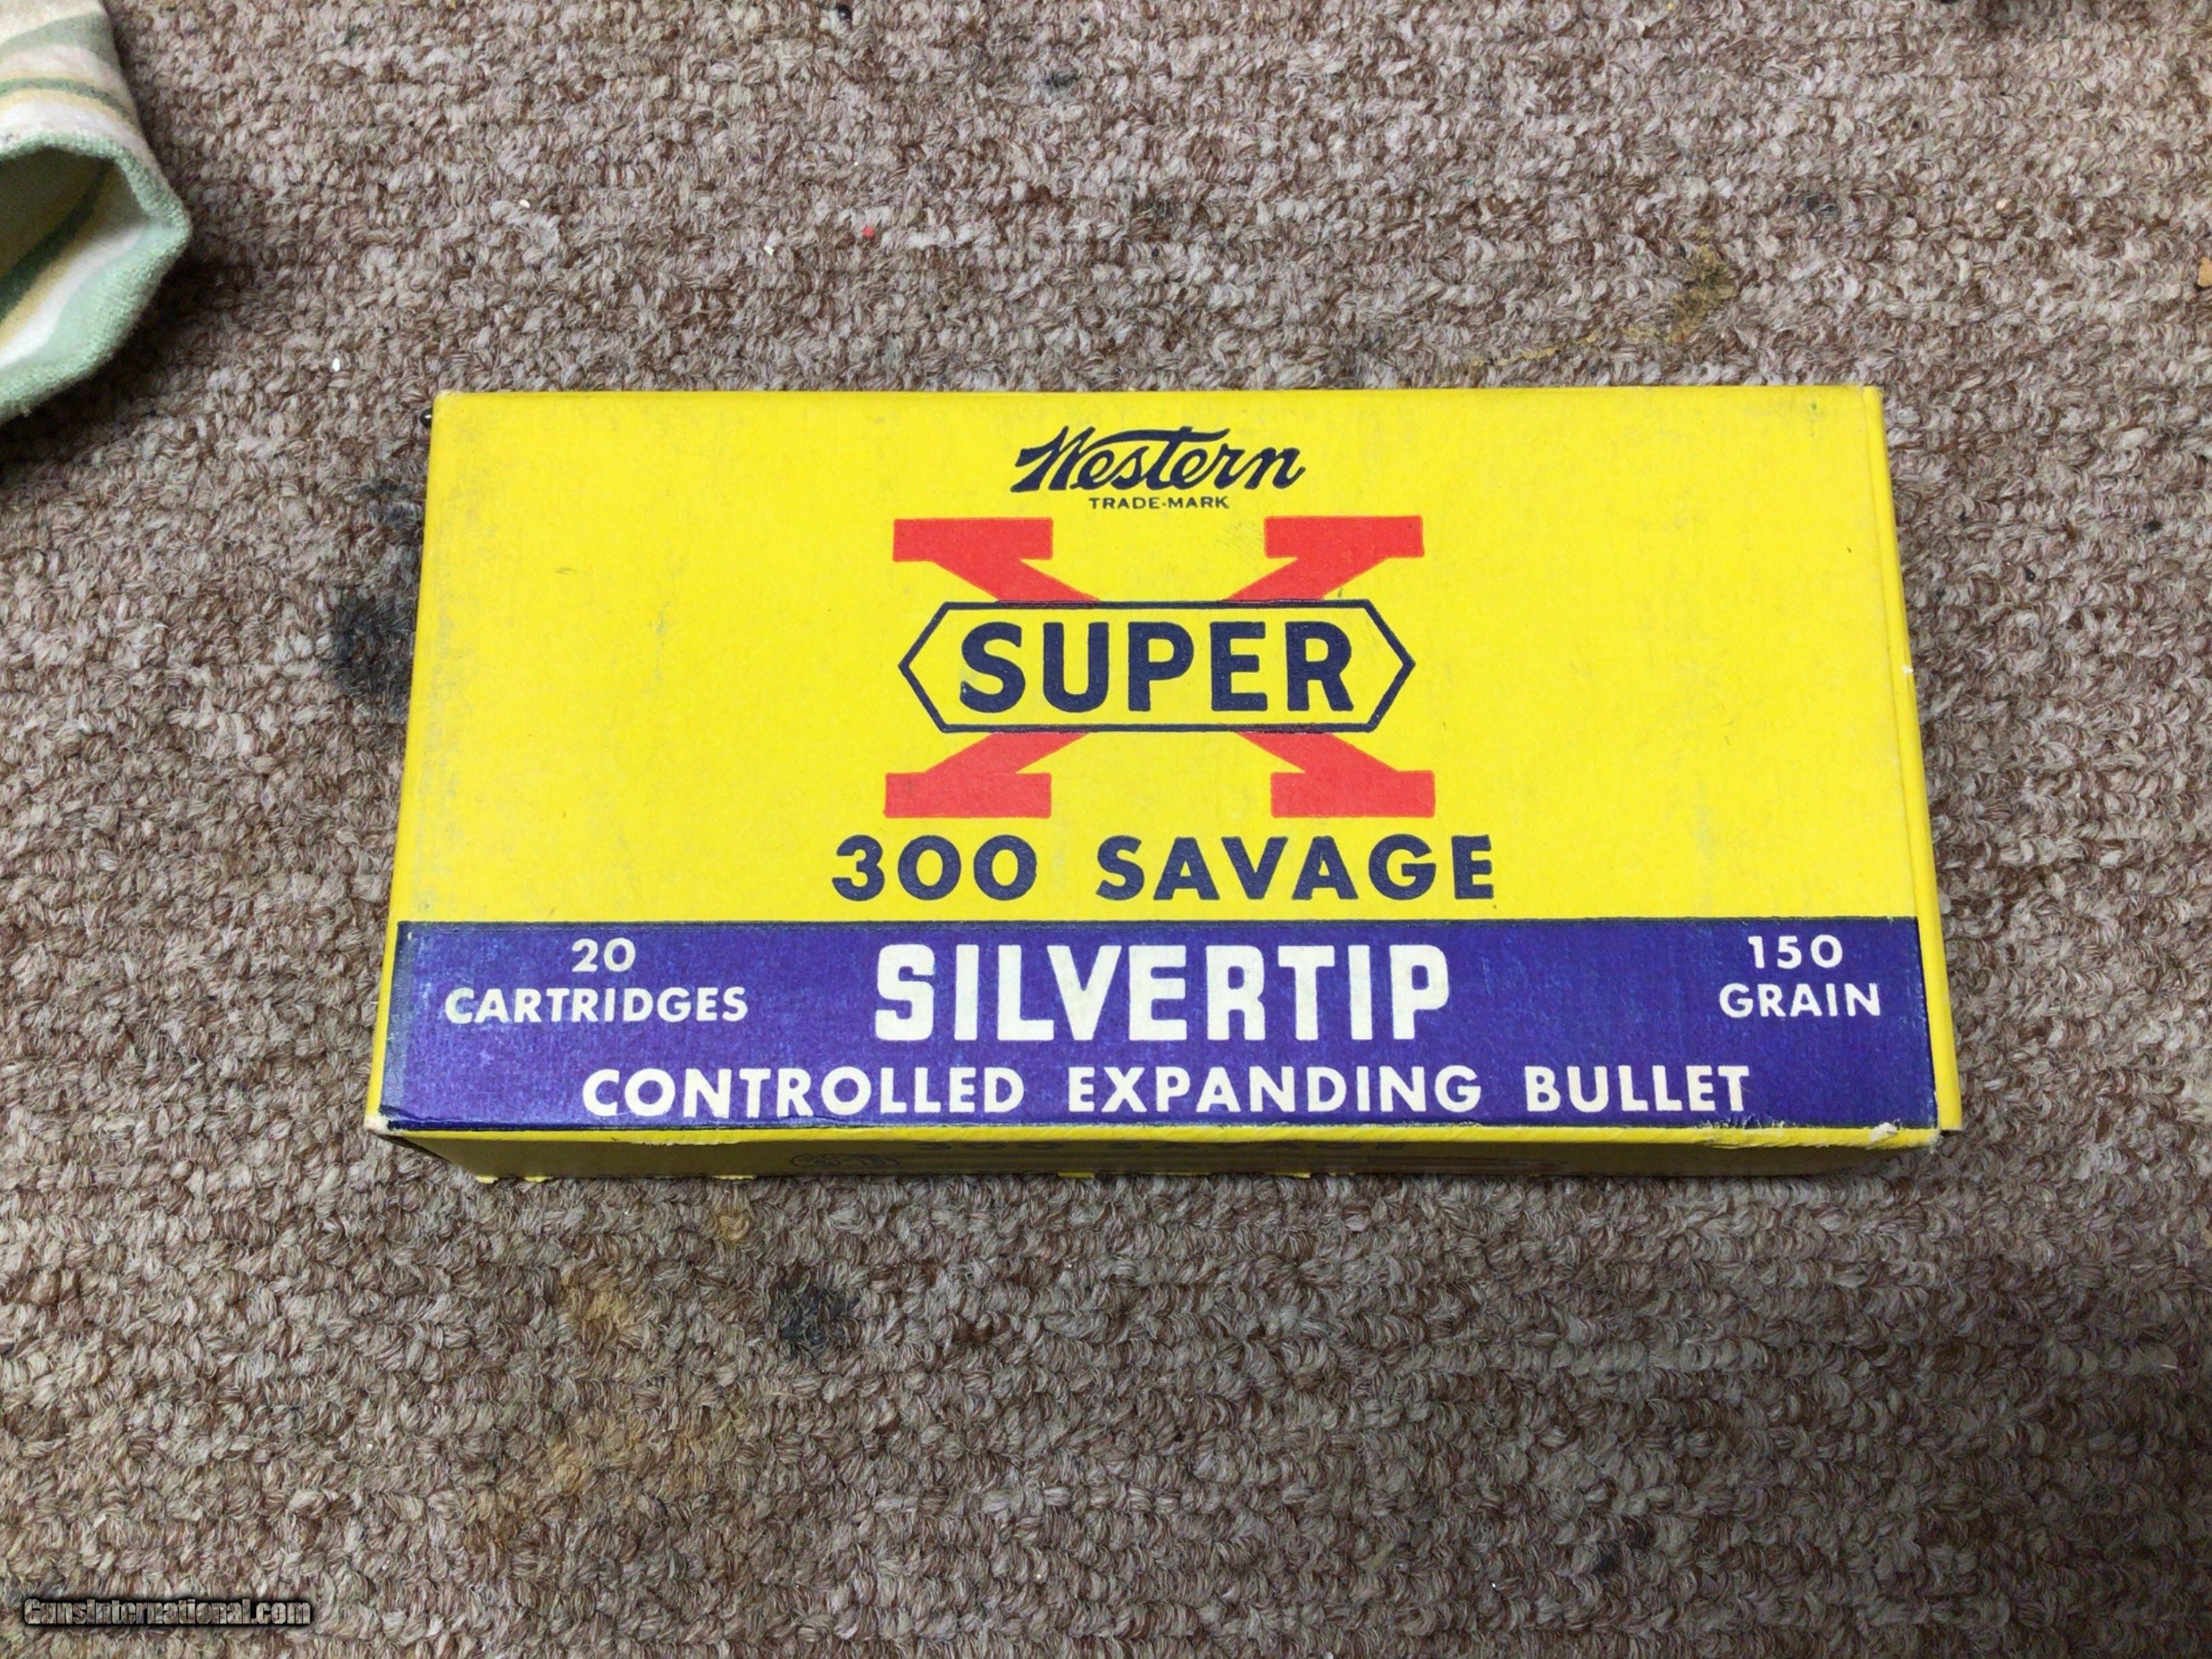 Western
TRADE-MARK
X
SUPER
300 SAVAGE
20
CARTRIDGES
SILVERTIP
150
GRAIN
CONTROLLED EXPANDING BULLET
GunsInternational.com